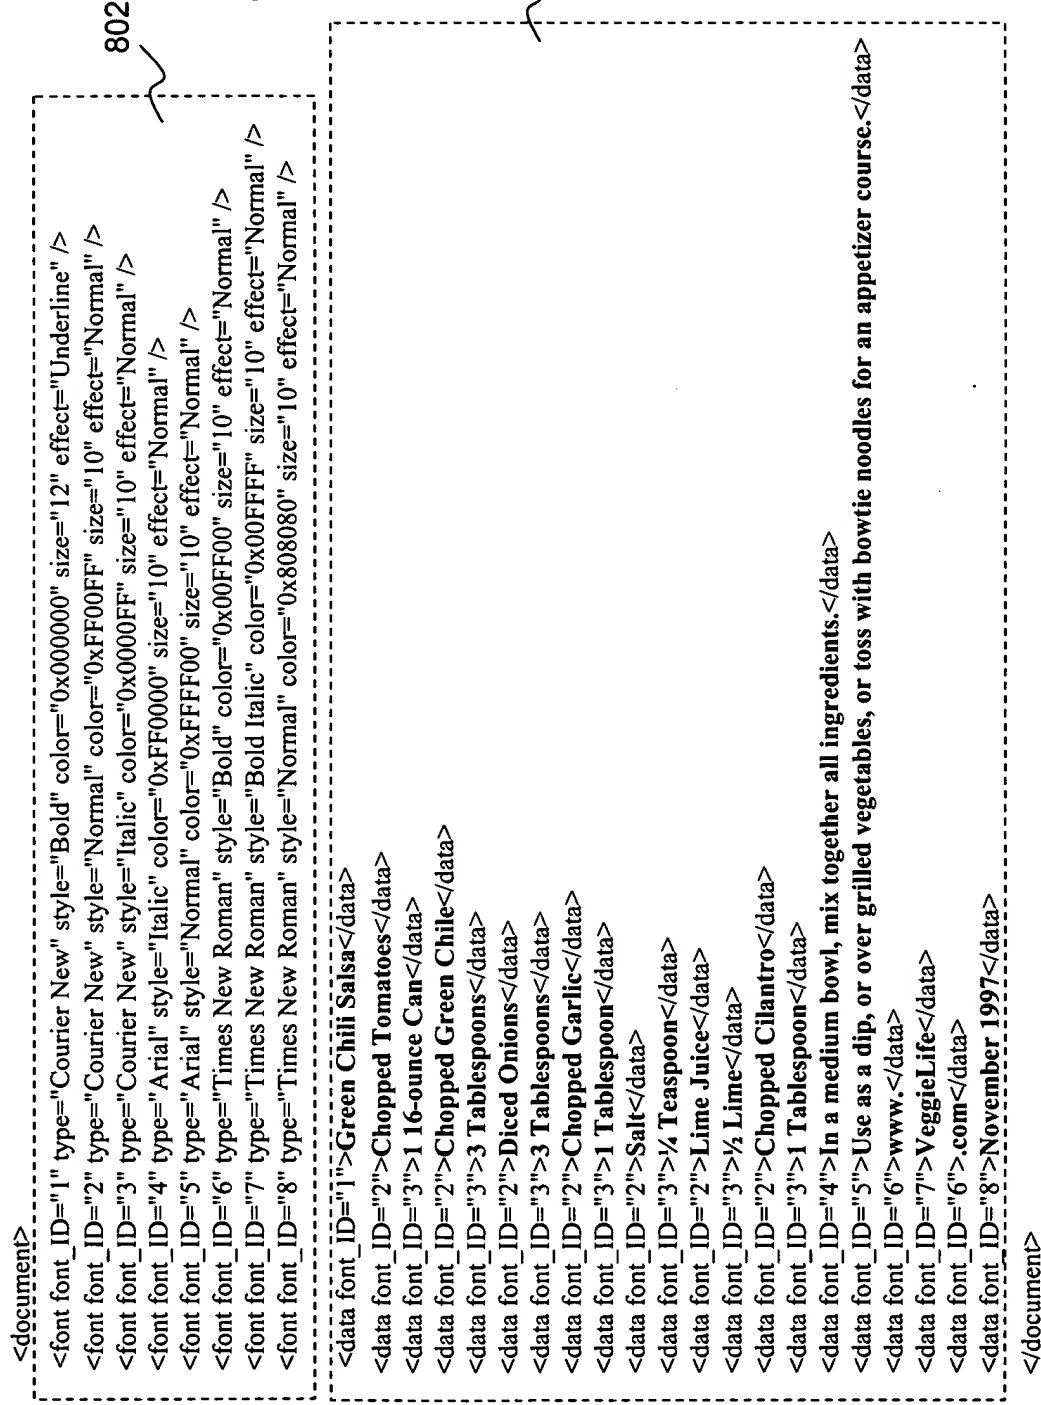 802
<document>
<font font_ID="1" type="Courier New" style="Bold" color="0x000000" size="12" effect="Underline" />
<font font_ID="2" type="Courier New" style="Normal" color="0xFF00FF" size="10" effect="Normal" />
<font font_ID="3" type="Courier New" style="Italic" color="0x0000FF" size="10" effect="Normal" />
<font font_ID="4" type="Arial" style="Italic" color="0xFF0000" size="10" effect="Normal" />
<font font_ID="5" type="Arial" style="Normal" color="0xFFFF00" size="10" effect="Normal" />
<font font_ID="6" type="Times New Roman" style="Bold" color="0x00FF00" size="10" effect="Normal" />
<font font_ID="7" type="Times New Roman" style="Bold Italic" color="0x00FFFF" size="10" effect="Normal" />
<font font_ID="8" type="Times New Roman" style="Normal" color="0x808080" size="10" effect="Normal" />
<data font_ID="1">Green Chili Salsa</data>
<data font_ID="2">Chopped Tomatoes</data>
<data font_ID="3">1 16-ounce Can</data>
<data font_ID="2">Chopped Green Chile</data>
<data font_ID="3">3 Tablespoons</data>
<data font_ID="2">Diced Onions</data>
<data font_ID="3">3 Tablespoons</data>
<data font_ID="2">Chopped Garlic</data>
<data font_ID="3">1 Tablespoon</data>
<data font_ID="2">Salt</data>
<data font_ID="3">¼ Teaspoon</data>
<data font_ID="2">Lime Juice</data>
<data font_ID="3">½ Lime</data>
<data font_ID="2">Chopped Cilantro</data>
<data font_ID="3">1 Tablespoon</data>
<data font_ID="4">In a medium bowl, mix together all ingredients.</data>
<data font_ID="5">Use as a dip, or over grilled vegetables, or toss with bowtie noodles for an appetizer course.</data>
<data font_ID="6">www.</data>
<data font_ID="7">VeggieLife</data>
<data font_ID="6">.com</data>
<data font_ID="8">November 1997</data>
</document>